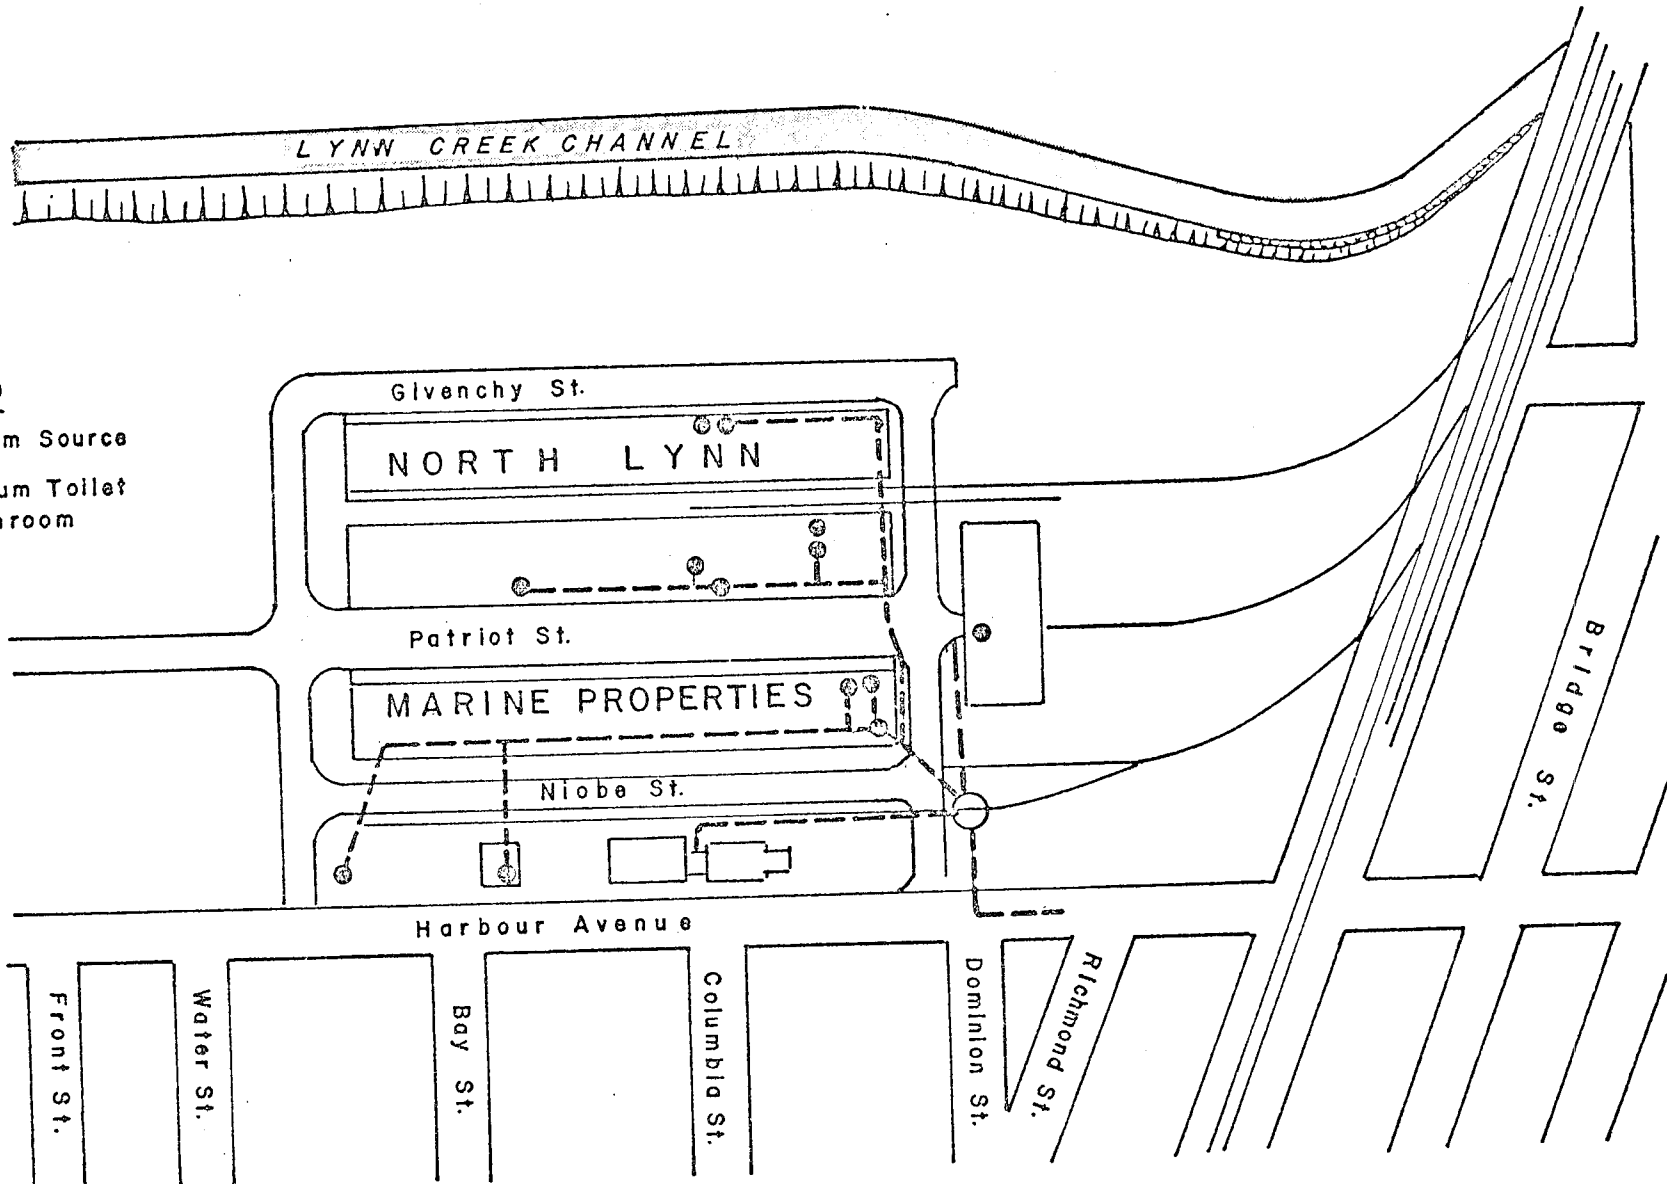 LYNN CREEK CHANNEL
Givenchy St.
m Source
NORTH LYNN
um Toilet
room
Patriot St.
MARINE PROPERTIES
Bridge St.
Niobe St.
Harbour Avenue
Front St.
Water St.
Bay St.
Columbia St.
Dominion St.
Richmond St.